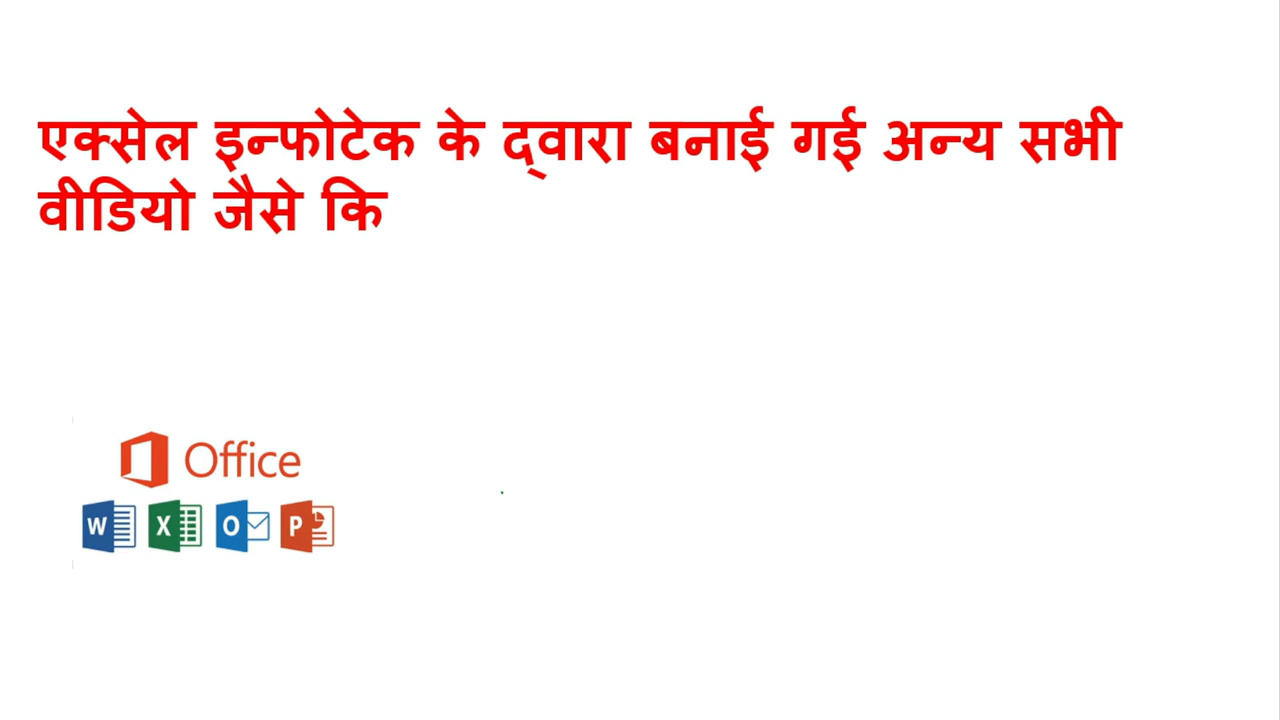 एक्सेल इन्फोटेक के द्वारा बनाई गई अन्य सभी
वीडियो जैसे कि
Office
W X O P